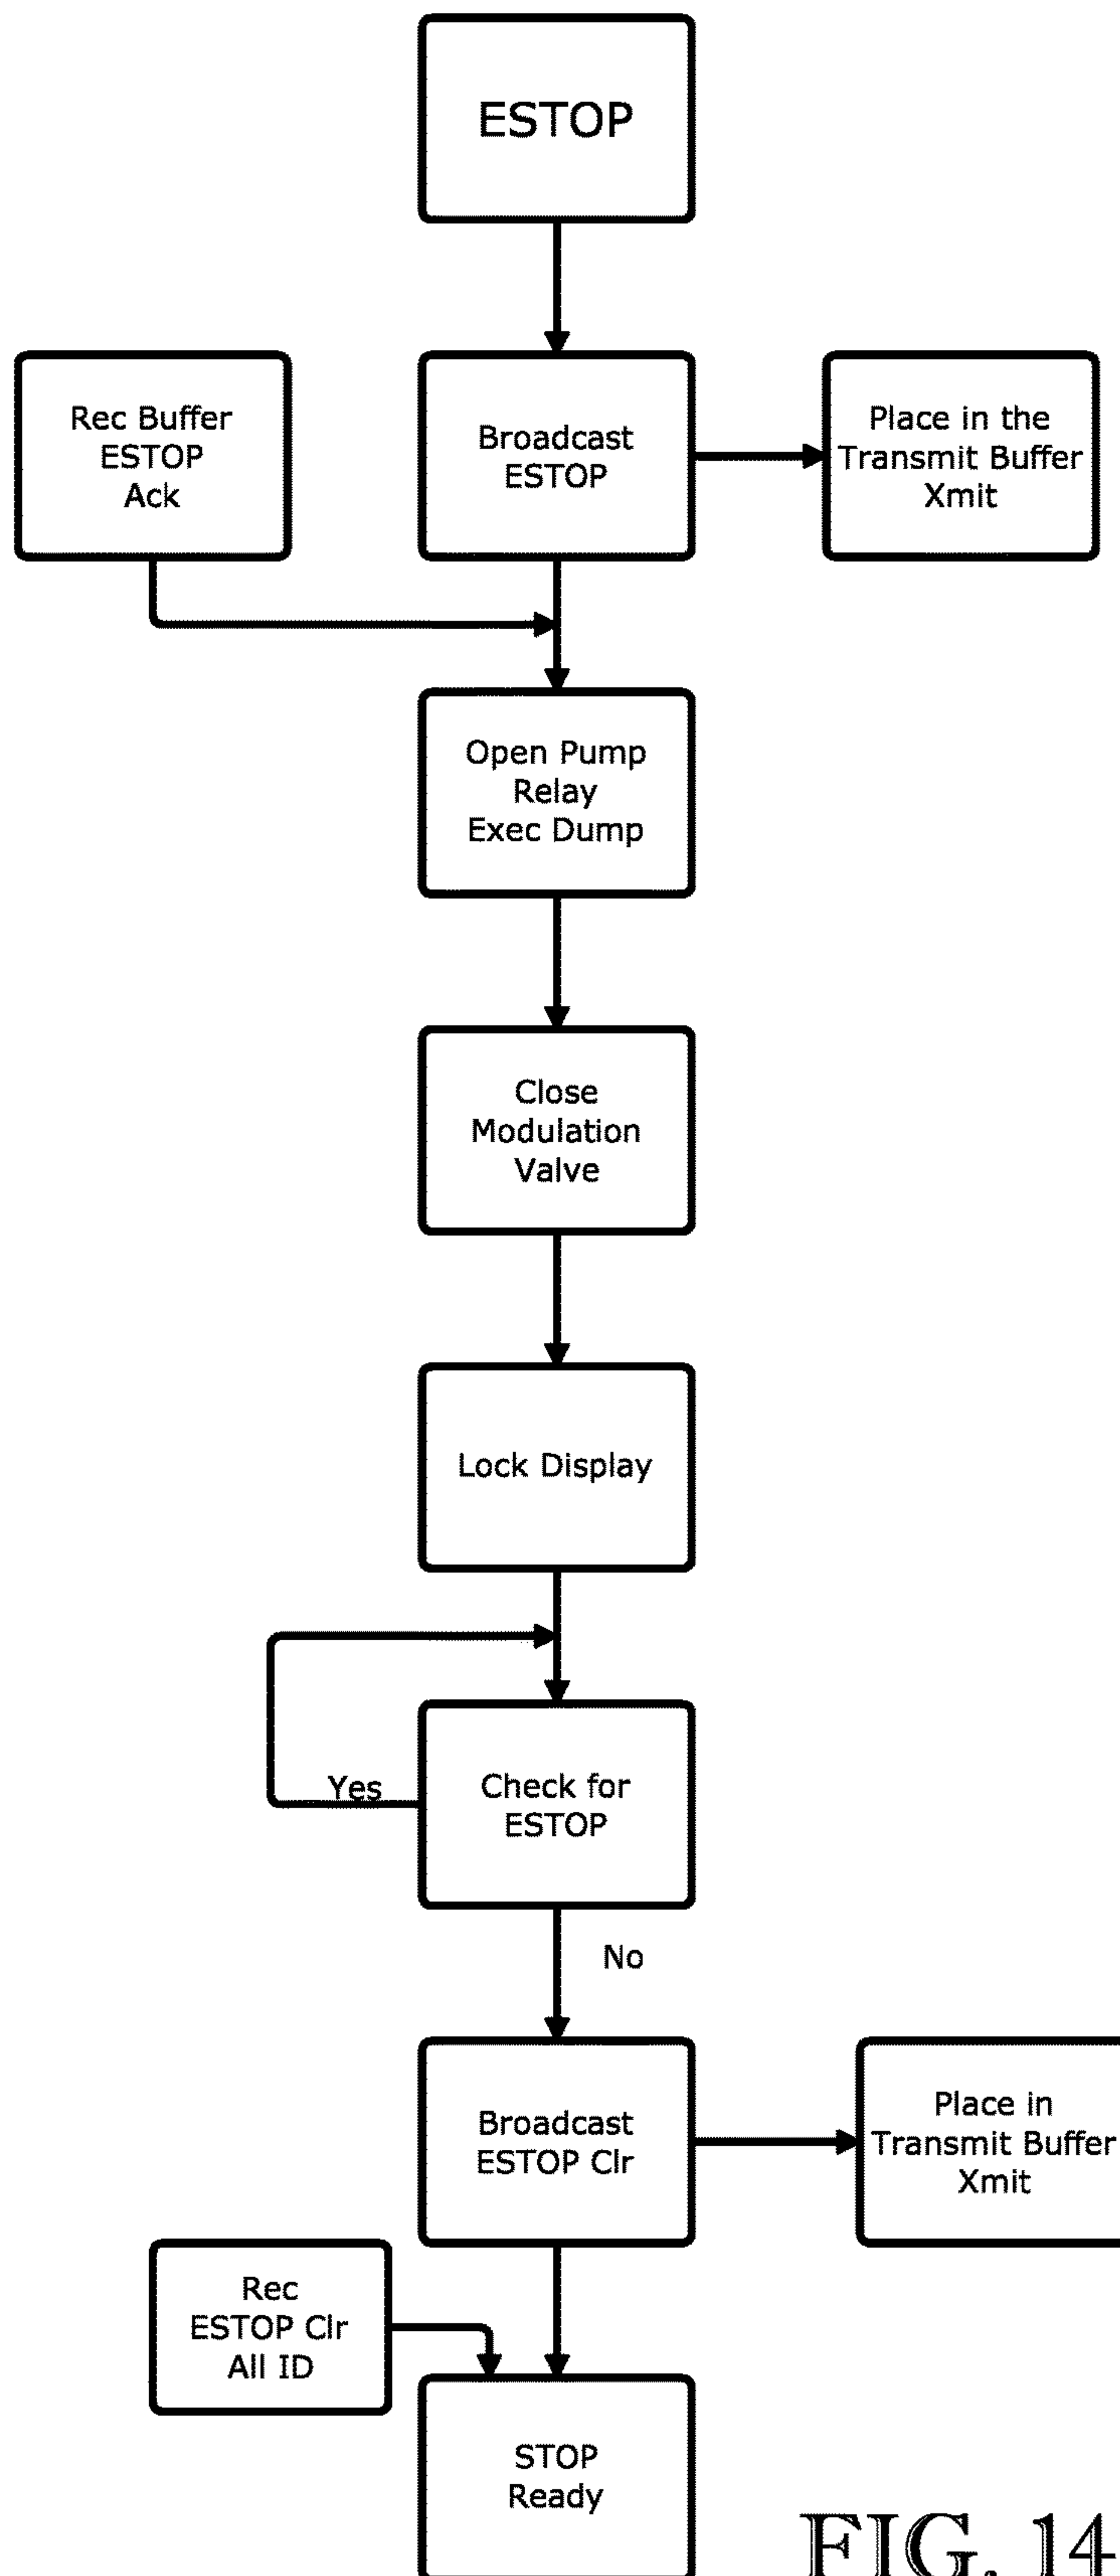 ESTOP
Rec Buffer
ESTOP
Ack
Broadcast
ESTOP
Place in the
Transmit Buffer
Xmit
Open Pump
Relay
Exec Dump
Close
Modulation
Valve
Lock Display
Yes
Check for
ESTOP
No
Broadcast
ESTOP Clr
Place in
Transmit Buffer
Xmit
Rec
ESTOP Clr
All ID
STOP
Ready
FIG. 14